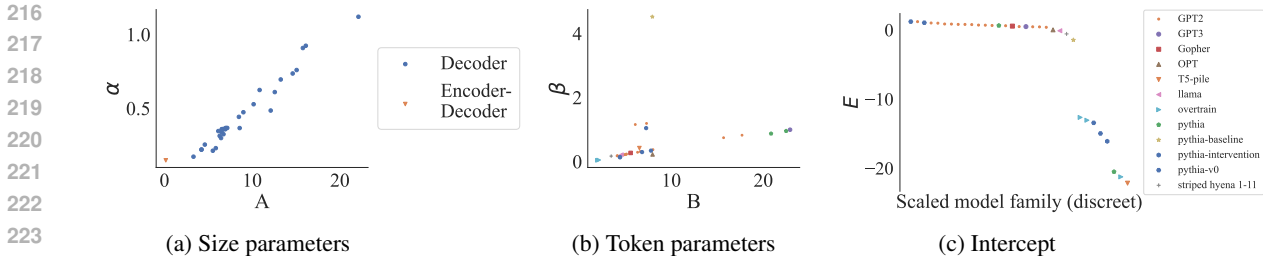 216
217
218
219
220
221
222
223
1.0
0.5
α
0
10
20
A
Decoder
Encoder-
Decoder
(a) Size parameters
4
2
0
β
0
10
20
B
(b) Token parameters
0
−10
−20
E
Scaled model family (discreet)
GPT2
GPT3
Gopher
OPT
T5-pile
llama
overtrain
pythia
pythia-baseline
pythia-intervention
pythia-v0
striped hyena 1-11
(c) Intercept